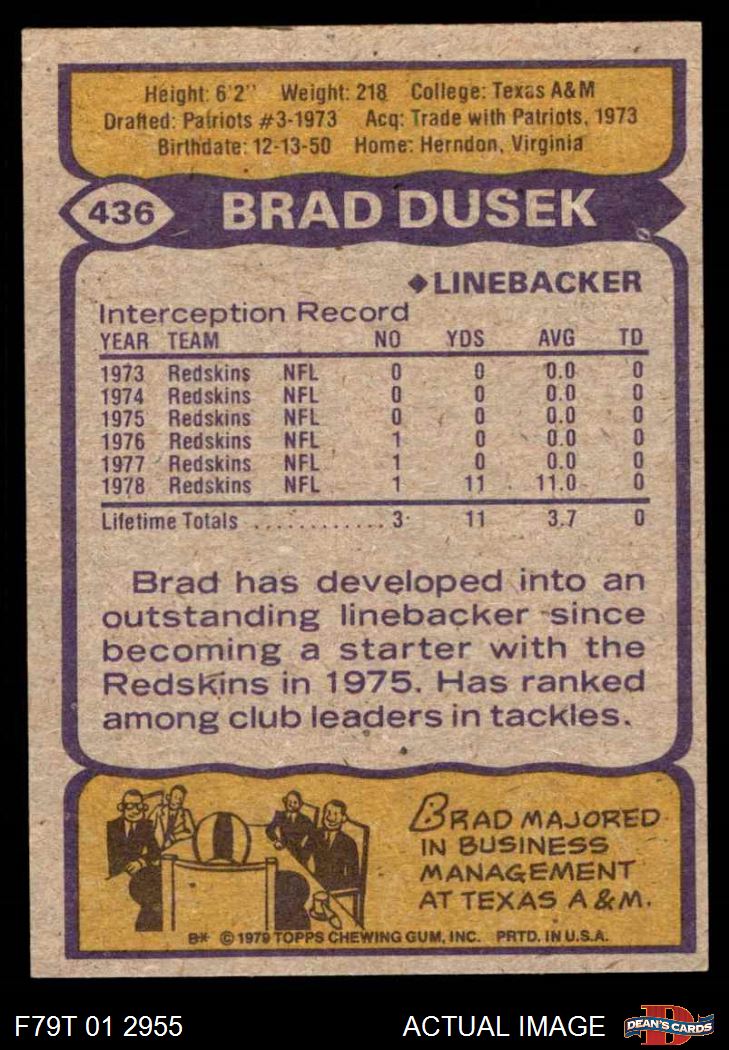 Height: 6'2" Weight: 218 College: Texas A&M
Drafted: Patriots #3-1973 Acq: Trade with Patriots, 1973
Birthdate: 12-13-50 Home: Herndon, Virginia
436 BRAD DUSEK
◆LINEBACKER
Interception Record
YEAR TEAM NO YDS AVG TD
1973 Redskins NFL 0 0 0.0 0
1974 Redskins NFL 0 0 0.0 0
1975 Redskins NFL 0 0 0.0 0
1976 Redskins NFL 1 0 0.0 0
1977 Redskins NFL 1 0 0.0 0
1978 Redskins NFL 1 11 11.0 0
Lifetime Totals ............ 3 11 3.7 0
Brad has developed into an
outstanding linebacker since
becoming a starter with the
Redskins in 1975. Has ranked
among club leaders in tackles.
BRAD MAJORED
IN BUSINESS
MANAGEMENT
AT TEXAS A&M.
B* © 1979 TOPPS CHEWING GUM, INC. PRTD. IN U.S.A.
F79T 01 2955 ACTUAL IMAGE D DEAN'S CARDS